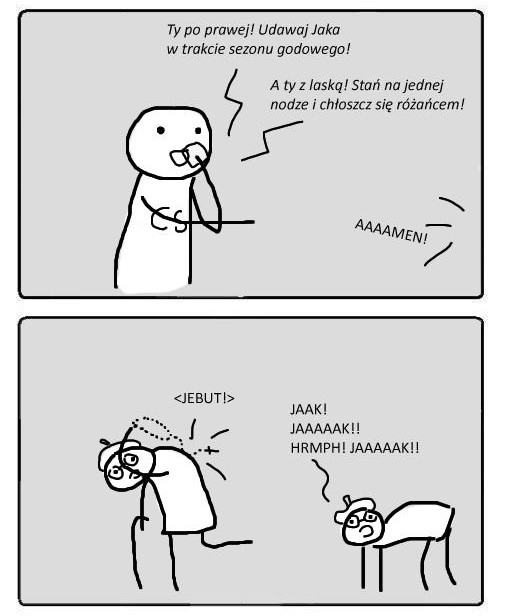 Ty po prawej! Udawaj Jaka
w trakcie sezonu godowego!
A ty z laską! Stań na jednej
nodze i chłoszcz się różańcem!
AAAAMEN!
<JEBUT!>
JAAK!
JAAAAAK!!
HRMPH! JAAAAAK!!